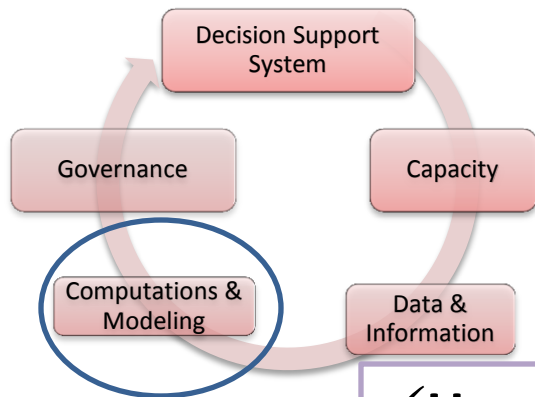 Decision Support
System
Governance
Capacity
Computations &
Modeling
Data &
Information